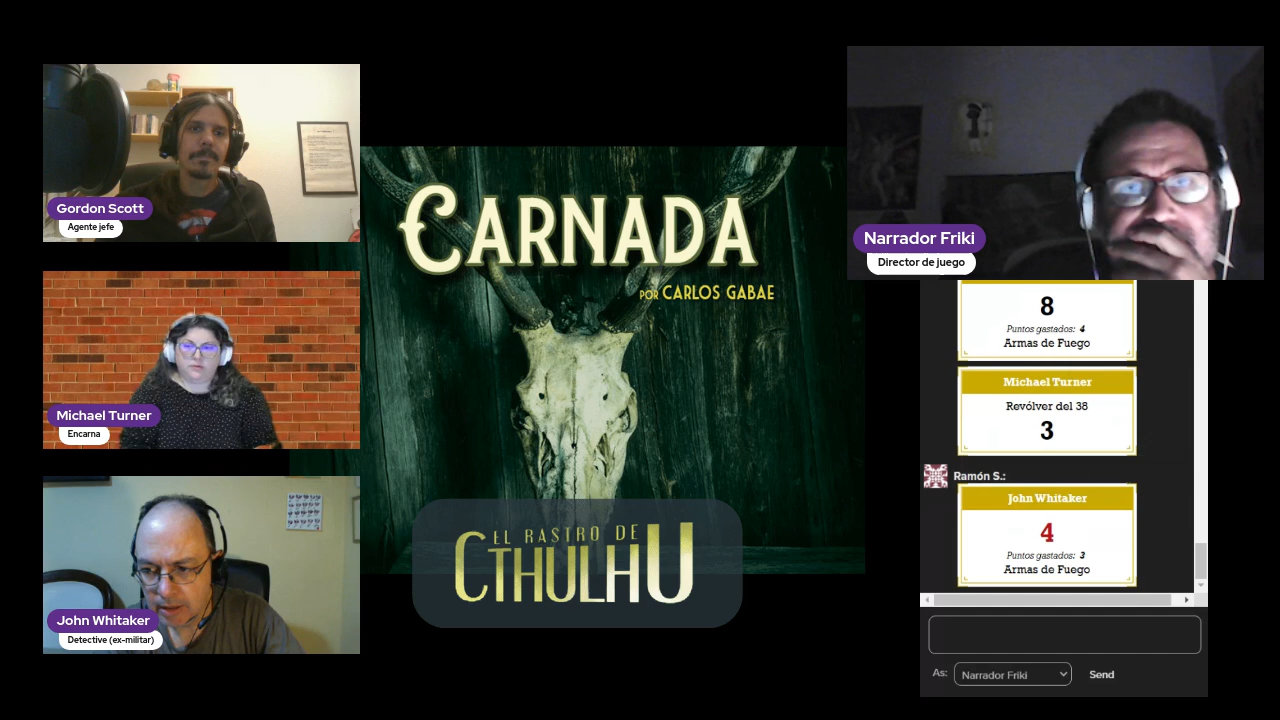 Gordon Scott
Agente jefe
Michael Turner
Encarna
John Whitaker
Detective (ex-militar)
CARNADA
POR CARLOS GABAE
EL RASTRO DE
CTHULHU
Narrador Friki
Director de juego
8
Puntos gastados: 4
Armas de Fuego
Michael Turner
Revólver del 38
3
Ramón S.:
John Whitaker
4
Puntos gastados: 3
Armas de Fuego
As:
Narrador Friki
Send